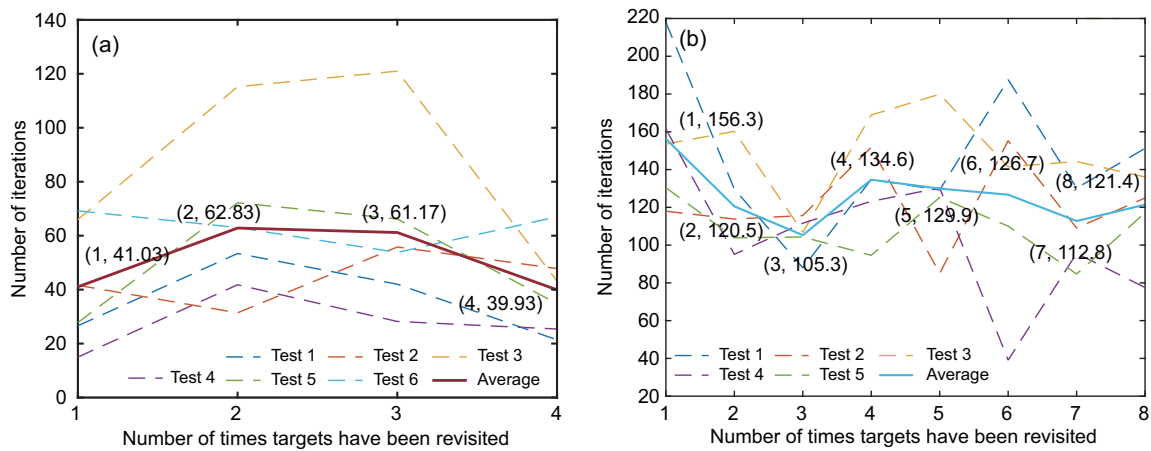 (a)
140
120
100
80
60
40
20
0
Number of iterations
(1, 41.03)
(2, 62.83)
(3, 61.17)
(4, 39.93)
Test 1 Test 2 Test 3
Test 4 Test 5 Test 6 Average
1 2 3 4
Number of times targets have been revisited
(b)
220
200
180
160
140
120
100
80
60
40
20
Number of iterations
(1, 156.3)
(2, 120.5)
(3, 105.3)
(4, 134.6)
(5, 129.9)
(6, 126.7)
(7, 112.8)
(8, 121.4)
Test 1 Test 2 Test 3
Test 4 Test 5 Average
1 2 3 4 5 6 7 8
Number of times targets have been revisited